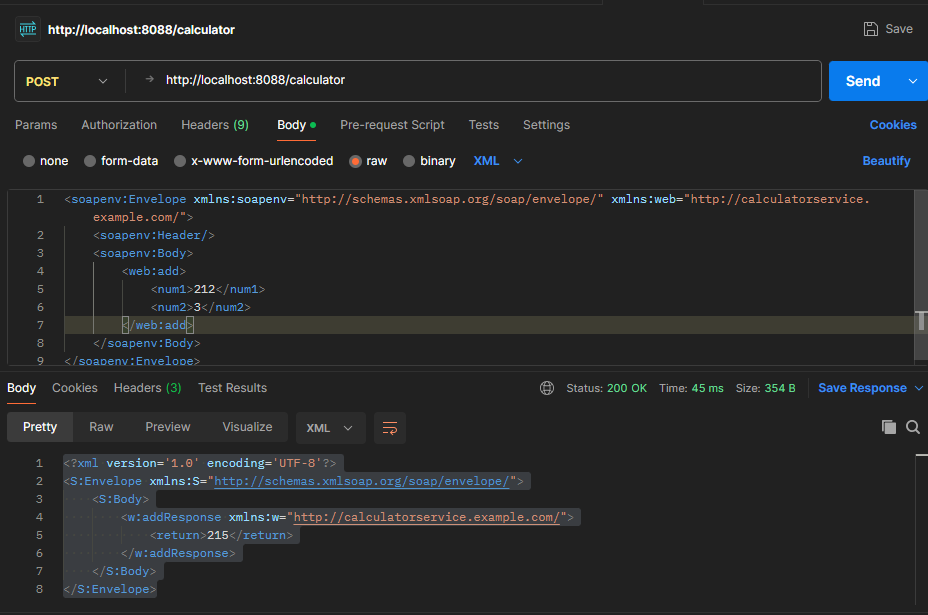 HTTP http://localhost:8088/calculator Save
POST http://localhost:8088/calculator Send
Params Authorization Headers (9) Body Pre-request Script Tests Settings Cookies
none form-data x-www-form-urlencoded raw binary XML Beautify
1 <soapenv:Envelope xmlns:soapenv="http://schemas.xmlsoap.org/soap/envelope/" xmlns:web="http://calculatorservice.
example.com/">
2 <soapenv:Header/>
3 <soapenv:Body>
4 <web:add>
5 <num1>212</num1>
6 <num2>3</num2>
7 </web:add>
8 </soapenv:Body>
9 </soapenv:Envelope>
Body Cookies Headers (3) Test Results Status: 200 OK Time: 45 ms Size: 354 B Save Response
Pretty Raw Preview Visualize XML
1 <?xml version='1.0' encoding='UTF-8'?>
2 <S:Envelope xmlns:S="http://schemas.xmlsoap.org/soap/envelope/">
3 <S:Body>
4 <w:addResponse xmlns:w="http://calculatorservice.example.com/">
5 <return>215</return>
6 </w:addResponse>
7 </S:Body>
8 </S:Envelope>